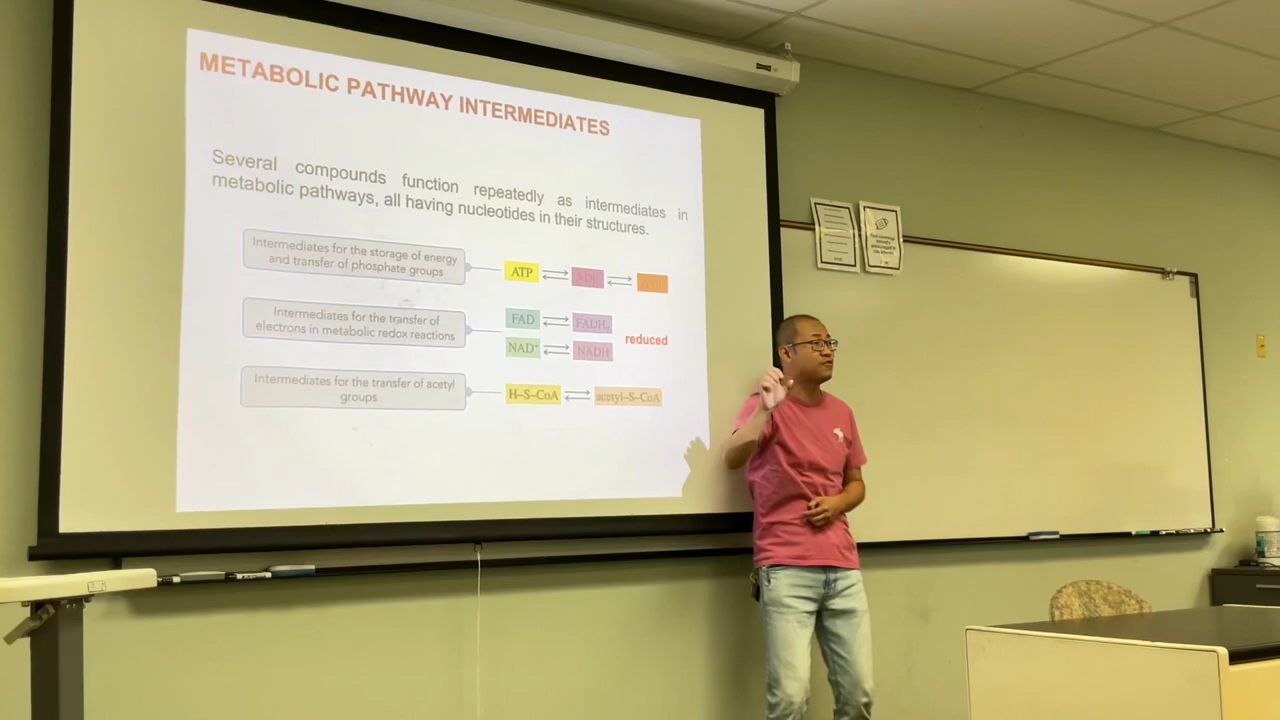 METABOLIC PATHWAY INTERMEDIATES
Several compounds function repeatedly as intermediates in
metabolic pathways, all having nucleotides in their structures.
Intermediates for the storage of energy
and transfer of phosphate groups
ATP
ADP
AMP
Intermediates for the transfer of
electrons in metabolic redox reactions
FAD
FADH₂
reduced
NAD⁺
NADH
Intermediates for the transfer of acetyl
groups
H–S–CoA
acetyl–S–CoA